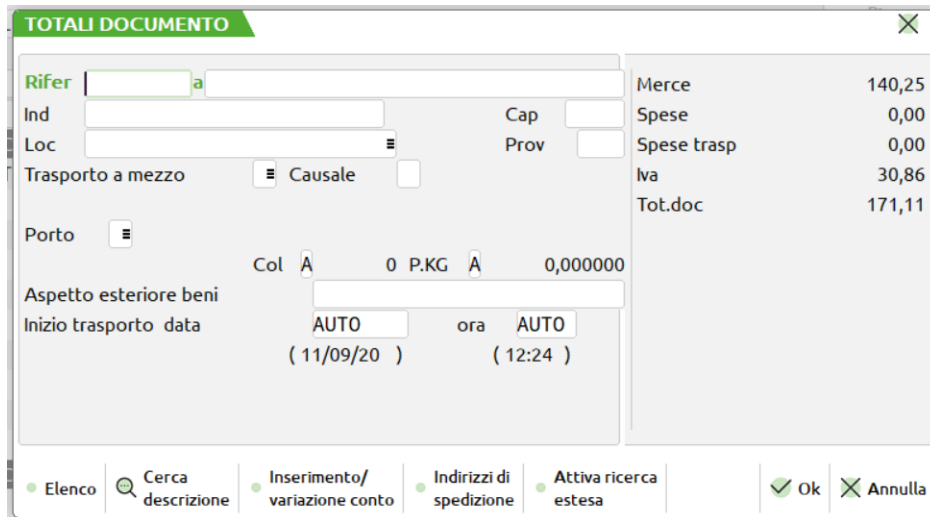 TOTALI DOCUMENTO
Rifer a
Ind Cap
Loc Prov
Trasporto a mezzo Causale
Porto
Col A 0 P.KG A 0,000000
Aspetto esteriore beni
Inizio trasporto data AUTO ora AUTO
( 11/09/20 ) ( 12:24 )
Merce 140,25
Spese 0,00
Spese trasp 0,00
Iva 30,86
Tot.doc 171,11
Elenco
Cerca
descrizione
Inserimento/
variazione conto
Indirizzi di
spedizione
Attiva ricerca
estesa
Ok
Annulla